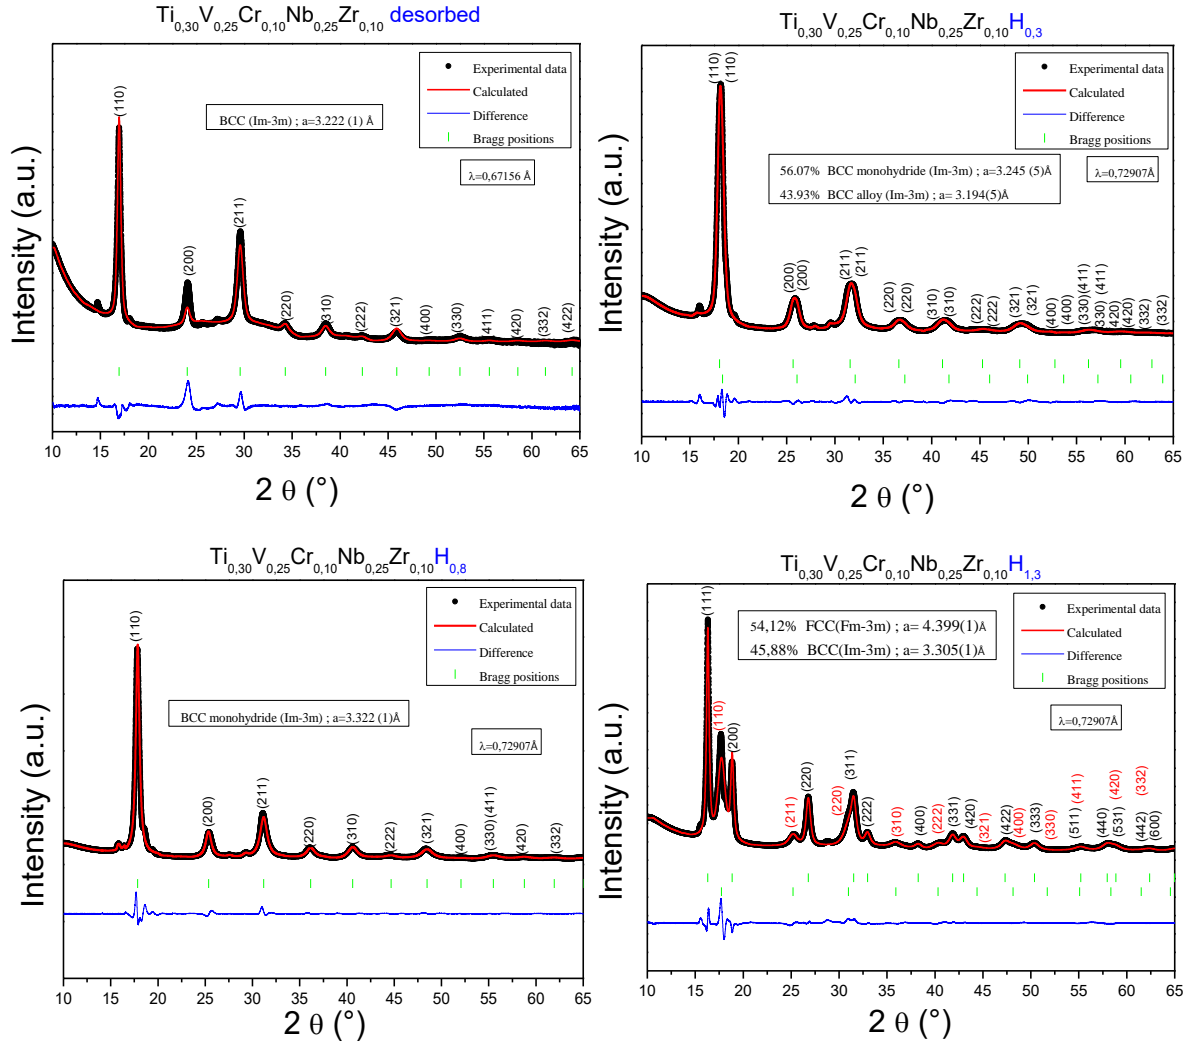 Ti0,30V0,25Cr0,10Nb0,25Zr0,10 desorbed
Experimental data
Calculated
Difference
Bragg positions
BCC (Im-3m) ; a=3.222 (1) Å
λ=0,67156 Å
(110)
(200)
(211)
(220)
(310)
(222)
(321)
(400)
(330)
(411)
(420)
(332)
(422)
Intensity (a.u.)
10 15 20 25 30 35 40 45 50 55 60 65
2 θ (°)
Ti0,30V0,25Cr0,10Nb0,25Zr0,10H0,3
Experimental data
Calculated
Difference
Bragg positions
56.07% BCC monohydride (Im-3m) ; a=3.245 (5)Å
43.93% BCC alloy (Im-3m) ; a= 3.194(5)Å
λ=0,72907Å
(110)
(110)
(200)
(200)
(211)
(211)
(220)
(220)
(310)
(310)
(222)
(222)
(321)
(321)
(400)
(400)
(330)(411)
(330)(411)
(420)
(420)
(332)
(332)
Intensity (a.u.)
10 15 20 25 30 35 40 45 50 55 60 65
2 θ (°)
Ti0,30V0,25Cr0,10Nb0,25Zr0,10H0,8
Experimental data
Calculated
Difference
Bragg positions
BCC monohydride (Im-3m) ; a=3.322 (1)Å
λ=0,72907Å
(110)
(200)
(211)
(220)
(310)
(222)
(321)
(400)
(330)(411)
(420)
(332)
Intensity (a.u.)
10 15 20 25 30 35 40 45 50 55 60 65
2 θ (°)
Ti0,30V0,25Cr0,10Nb0,25Zr0,10H1,3
Experimental data
Calculated
Difference
Bragg positions
54,12% FCC(Fm-3m) ; a= 4.399(1)Å
45,88% BCC(Im-3m) ; a= 3.305(1)Å
λ=0,72907Å
(111)
(110)
(200)
(211)
(220)
(220)
(311)
(222)
(310)
(400)
(222)
(331)
(420)
(321)
(422)
(400)
(333)
(330)
(511)
(411)
(440)
(420)
(531)
(332)
(442)
(600)
Intensity (a.u.)
10 15 20 25 30 35 40 45 50 55 60 65
2 θ (°)